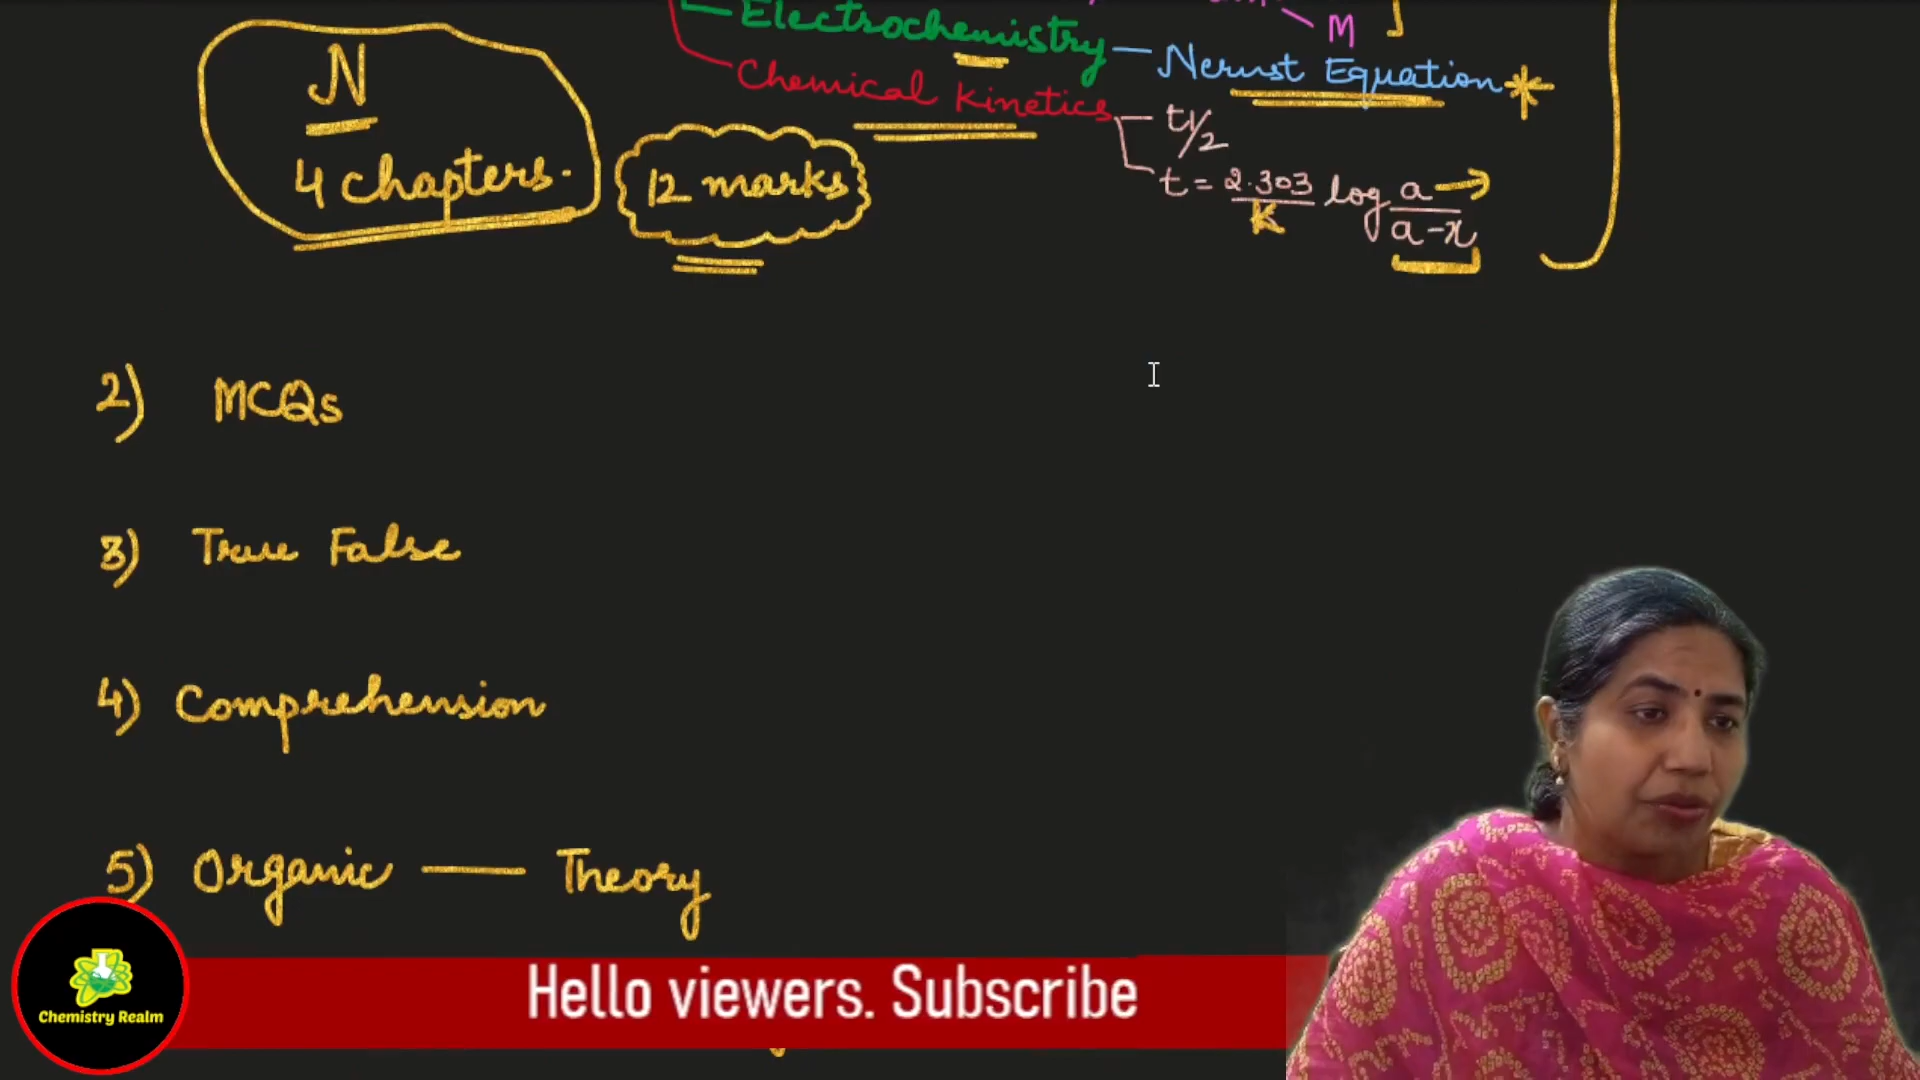 M
Electrochemistry — Nerust Equation *
N
Chemical Kinetics t1/2
4 chapters.
12 marks
t = 2.303/K log a/a-x →
2) MCQs
3) True False
4) Comprehension
5) Organic — Theory
Hello viewers. Subscribe
Chemistry Realm